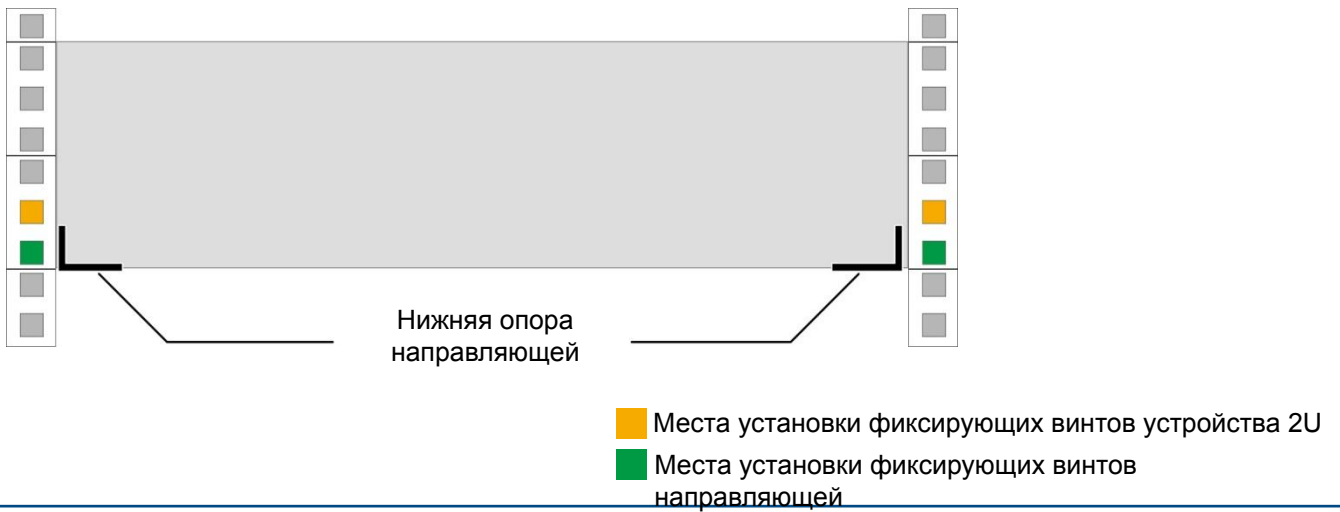 Нижняя опора
направляющей
Места установки фиксирующих винтов устройства 2U
Места установки фиксирующих винтов
направляющей